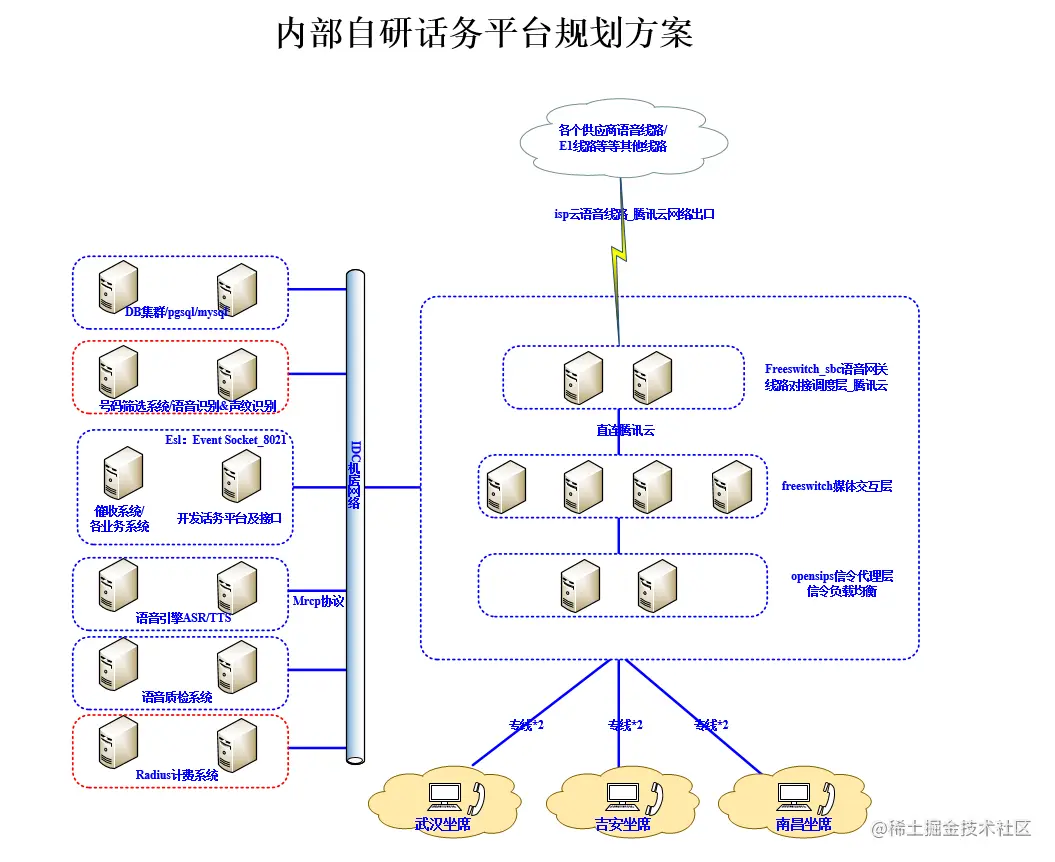 内部自研话务平台规划方案
各个供应商语音线路/
E1线路等等其他线路
isp云语音线路_腾讯云网络出口
DB集群/pgsql/mysql
号码筛选系统/语音识别&声纹识别
Esl：Event Socket_8021
催收系统/
各业务系统
开发话务平台及接口
语音引擎ASR/TTS
Mrcp协议
语音质检系统
Radius计费系统
IDC机房网络
Freeswitch_sbc语音网关
线路对接调度层_腾讯云
直连腾讯云
freeswitch媒体交互层
opensips信令代理层
信令负载均衡
专线*2
专线*2
专线*2
武汉坐席
吉安坐席
南昌坐席
@稀土掘金技术社区